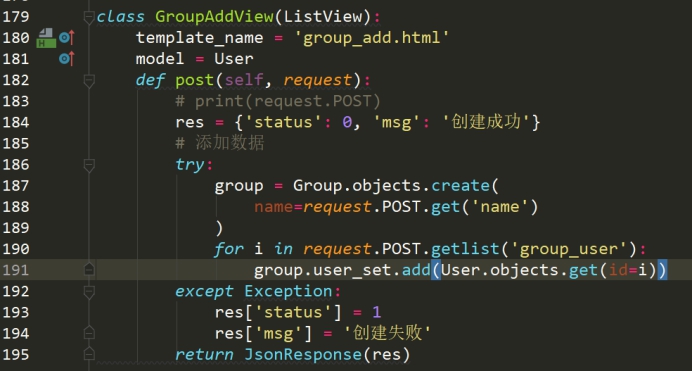 179 class GroupAddView(ListView):
180 template_name = 'group_add.html'
181 model = User
182 def post(self, request):
183 # print(request.POST)
184 res = {'status': 0, 'msg': '创建成功'}
185 # 添加数据
186 try:
187 group = Group.objects.create(
188 name=request.POST.get('name')
189 )
190 for i in request.POST.getlist('group_user'):
191 group.user_set.add(User.objects.get(id=i))
192 except Exception:
193 res['status'] = 1
194 res['msg'] = '创建失败'
195 return JsonResponse(res)